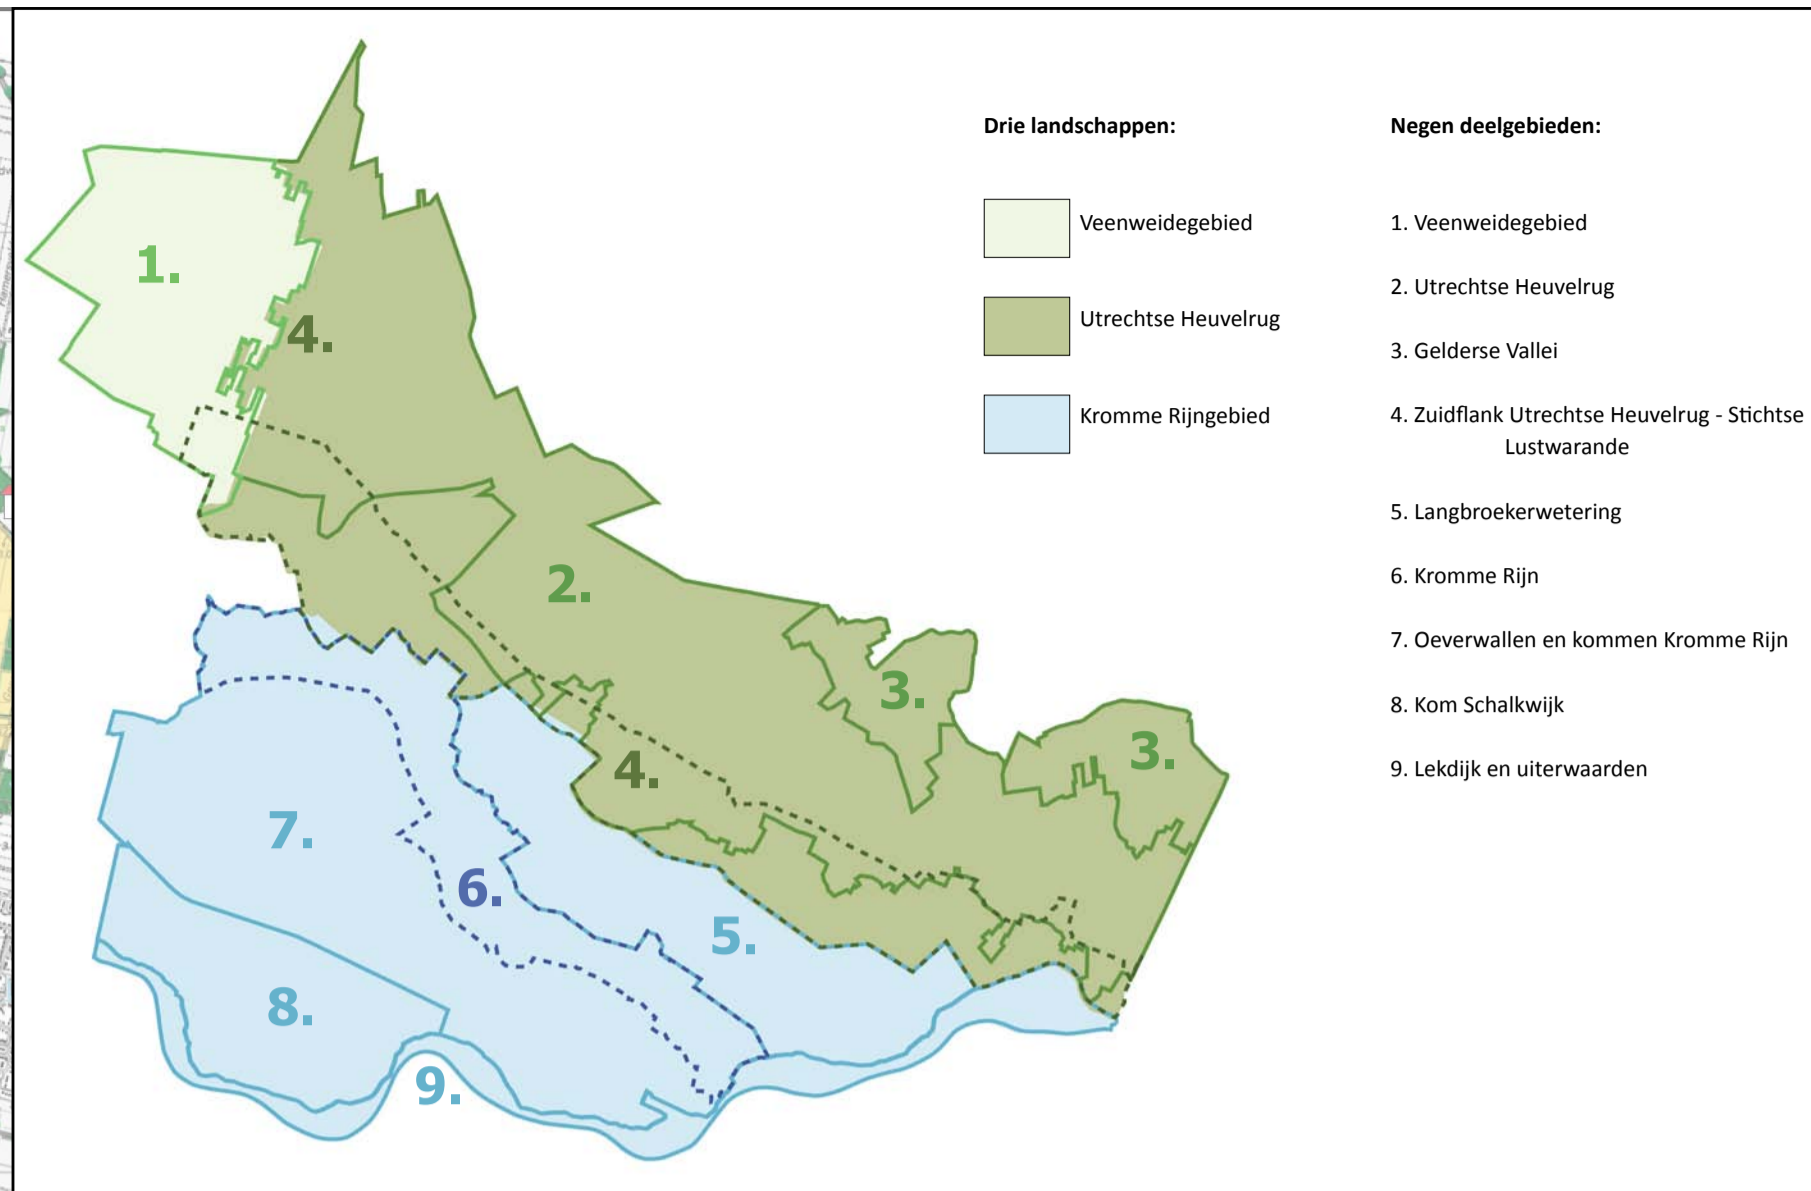 Drie landschappen:
Veenweidegebied
Utrechtse Heuvelrug
Kromme Rijngebied
Negen deelgebieden:
1. Veenweidegebied
2. Utrechtse Heuvelrug
3. Gelderse Vallei
4. Zuidflank Utrechtse Heuvelrug - Stichtse
Lustwarande
5. Langbroekerwetering
6. Kromme Rijn
7. Oeverwallen en kommen Kromme Rijn
8. Kom Schalkwijk
9. Lekdijk en uiterwaarden
1.
4.
2.
3.
3.
4.
7.
6.
5.
8.
9.